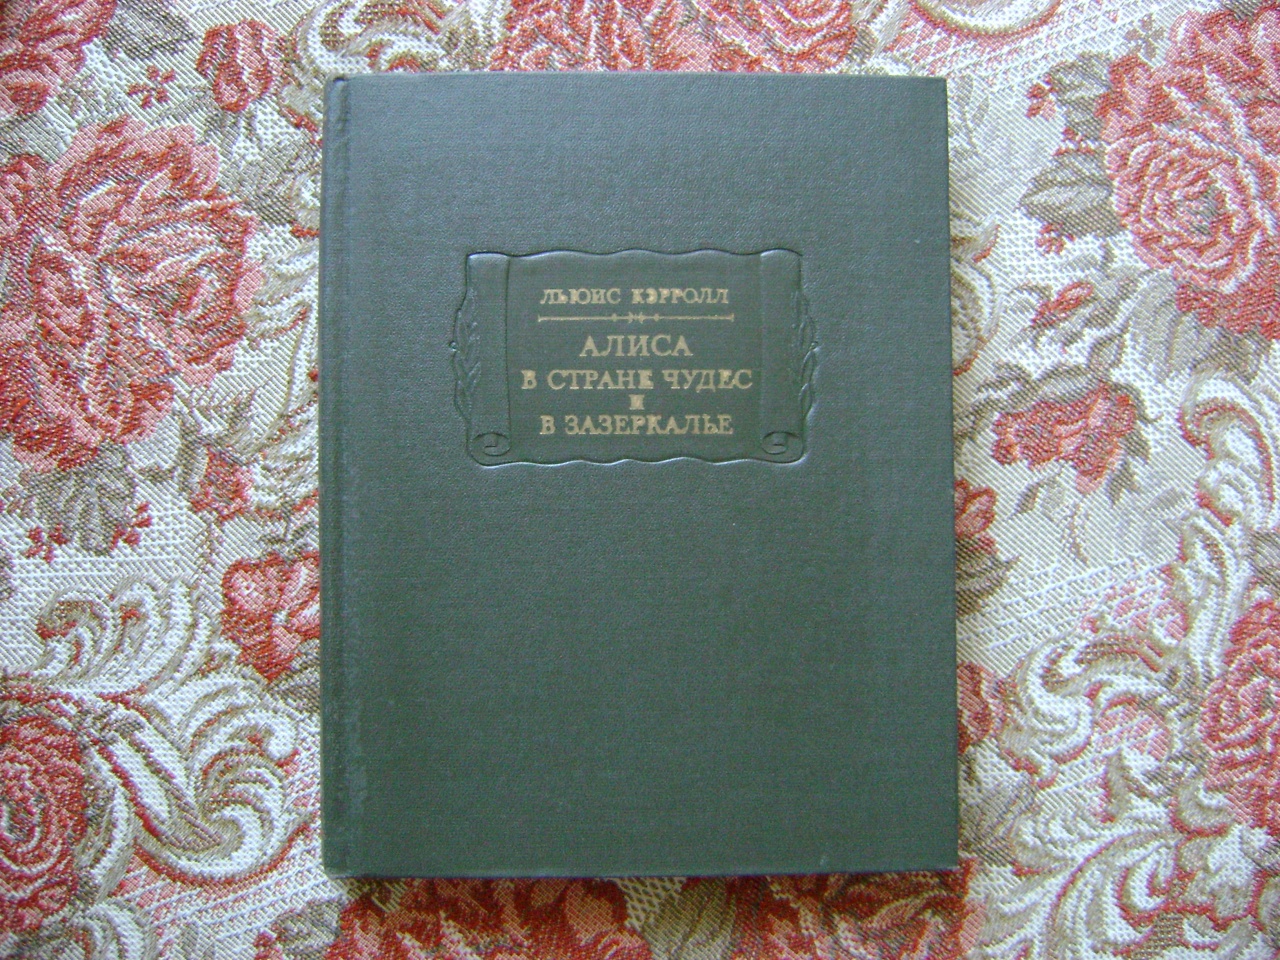 ЛЬЮИС КЭРРОЛЛ
АЛИСА
В СТРАНЕ ЧУДЕС
И
В ЗАЗЕРКАЛЬЕ